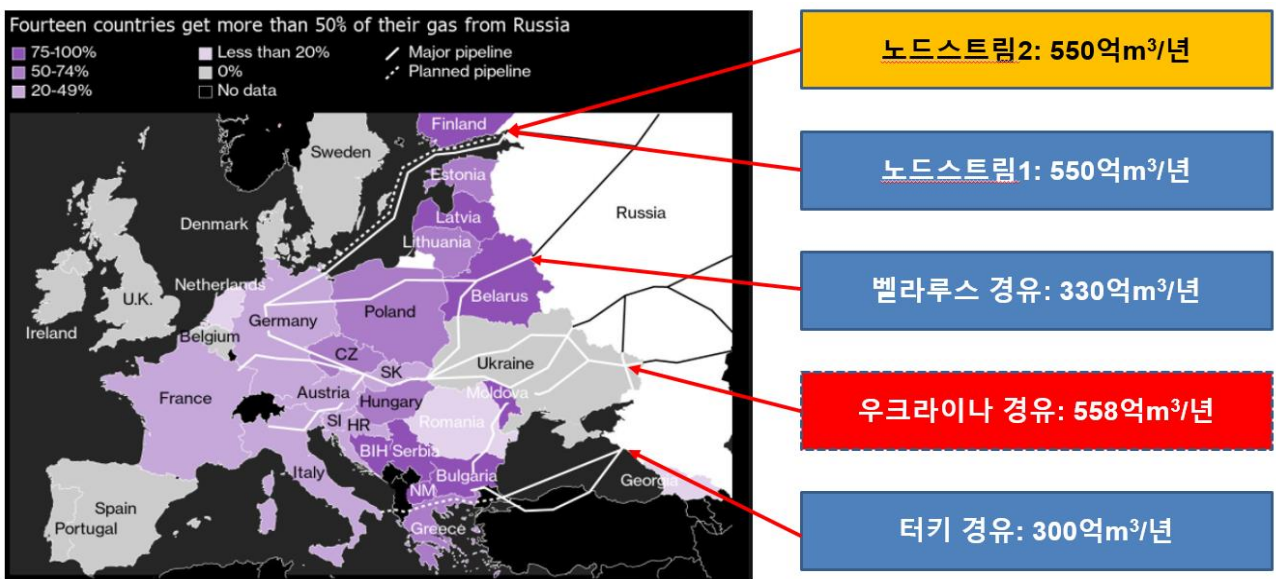 Fourteen countries get more than 50% of their gas from Russia
75-100%
50-74%
20-49%
Less than 20%
0%
No data
Major pipeline
Planned pipeline
Finland
Sweden
Estonia
Russia
Latvia
Denmark
Lithuania
Netherlands
Belarus
U.K.
Poland
Ireland
Germany
Belgium
CZ
Ukraine
SK
France
Austria
Moldova
Hungary
SI
HR
Romania
BIH
Serbia
Italy
Bulgaria
Georgia
NM
Spain
Portugal
Greece
노드스트림2: 550억m³/년
노드스트림1: 550억m³/년
벨라루스 경유: 330억m³/년
우크라이나 경유: 558억m³/년
터키 경유: 300억m³/년